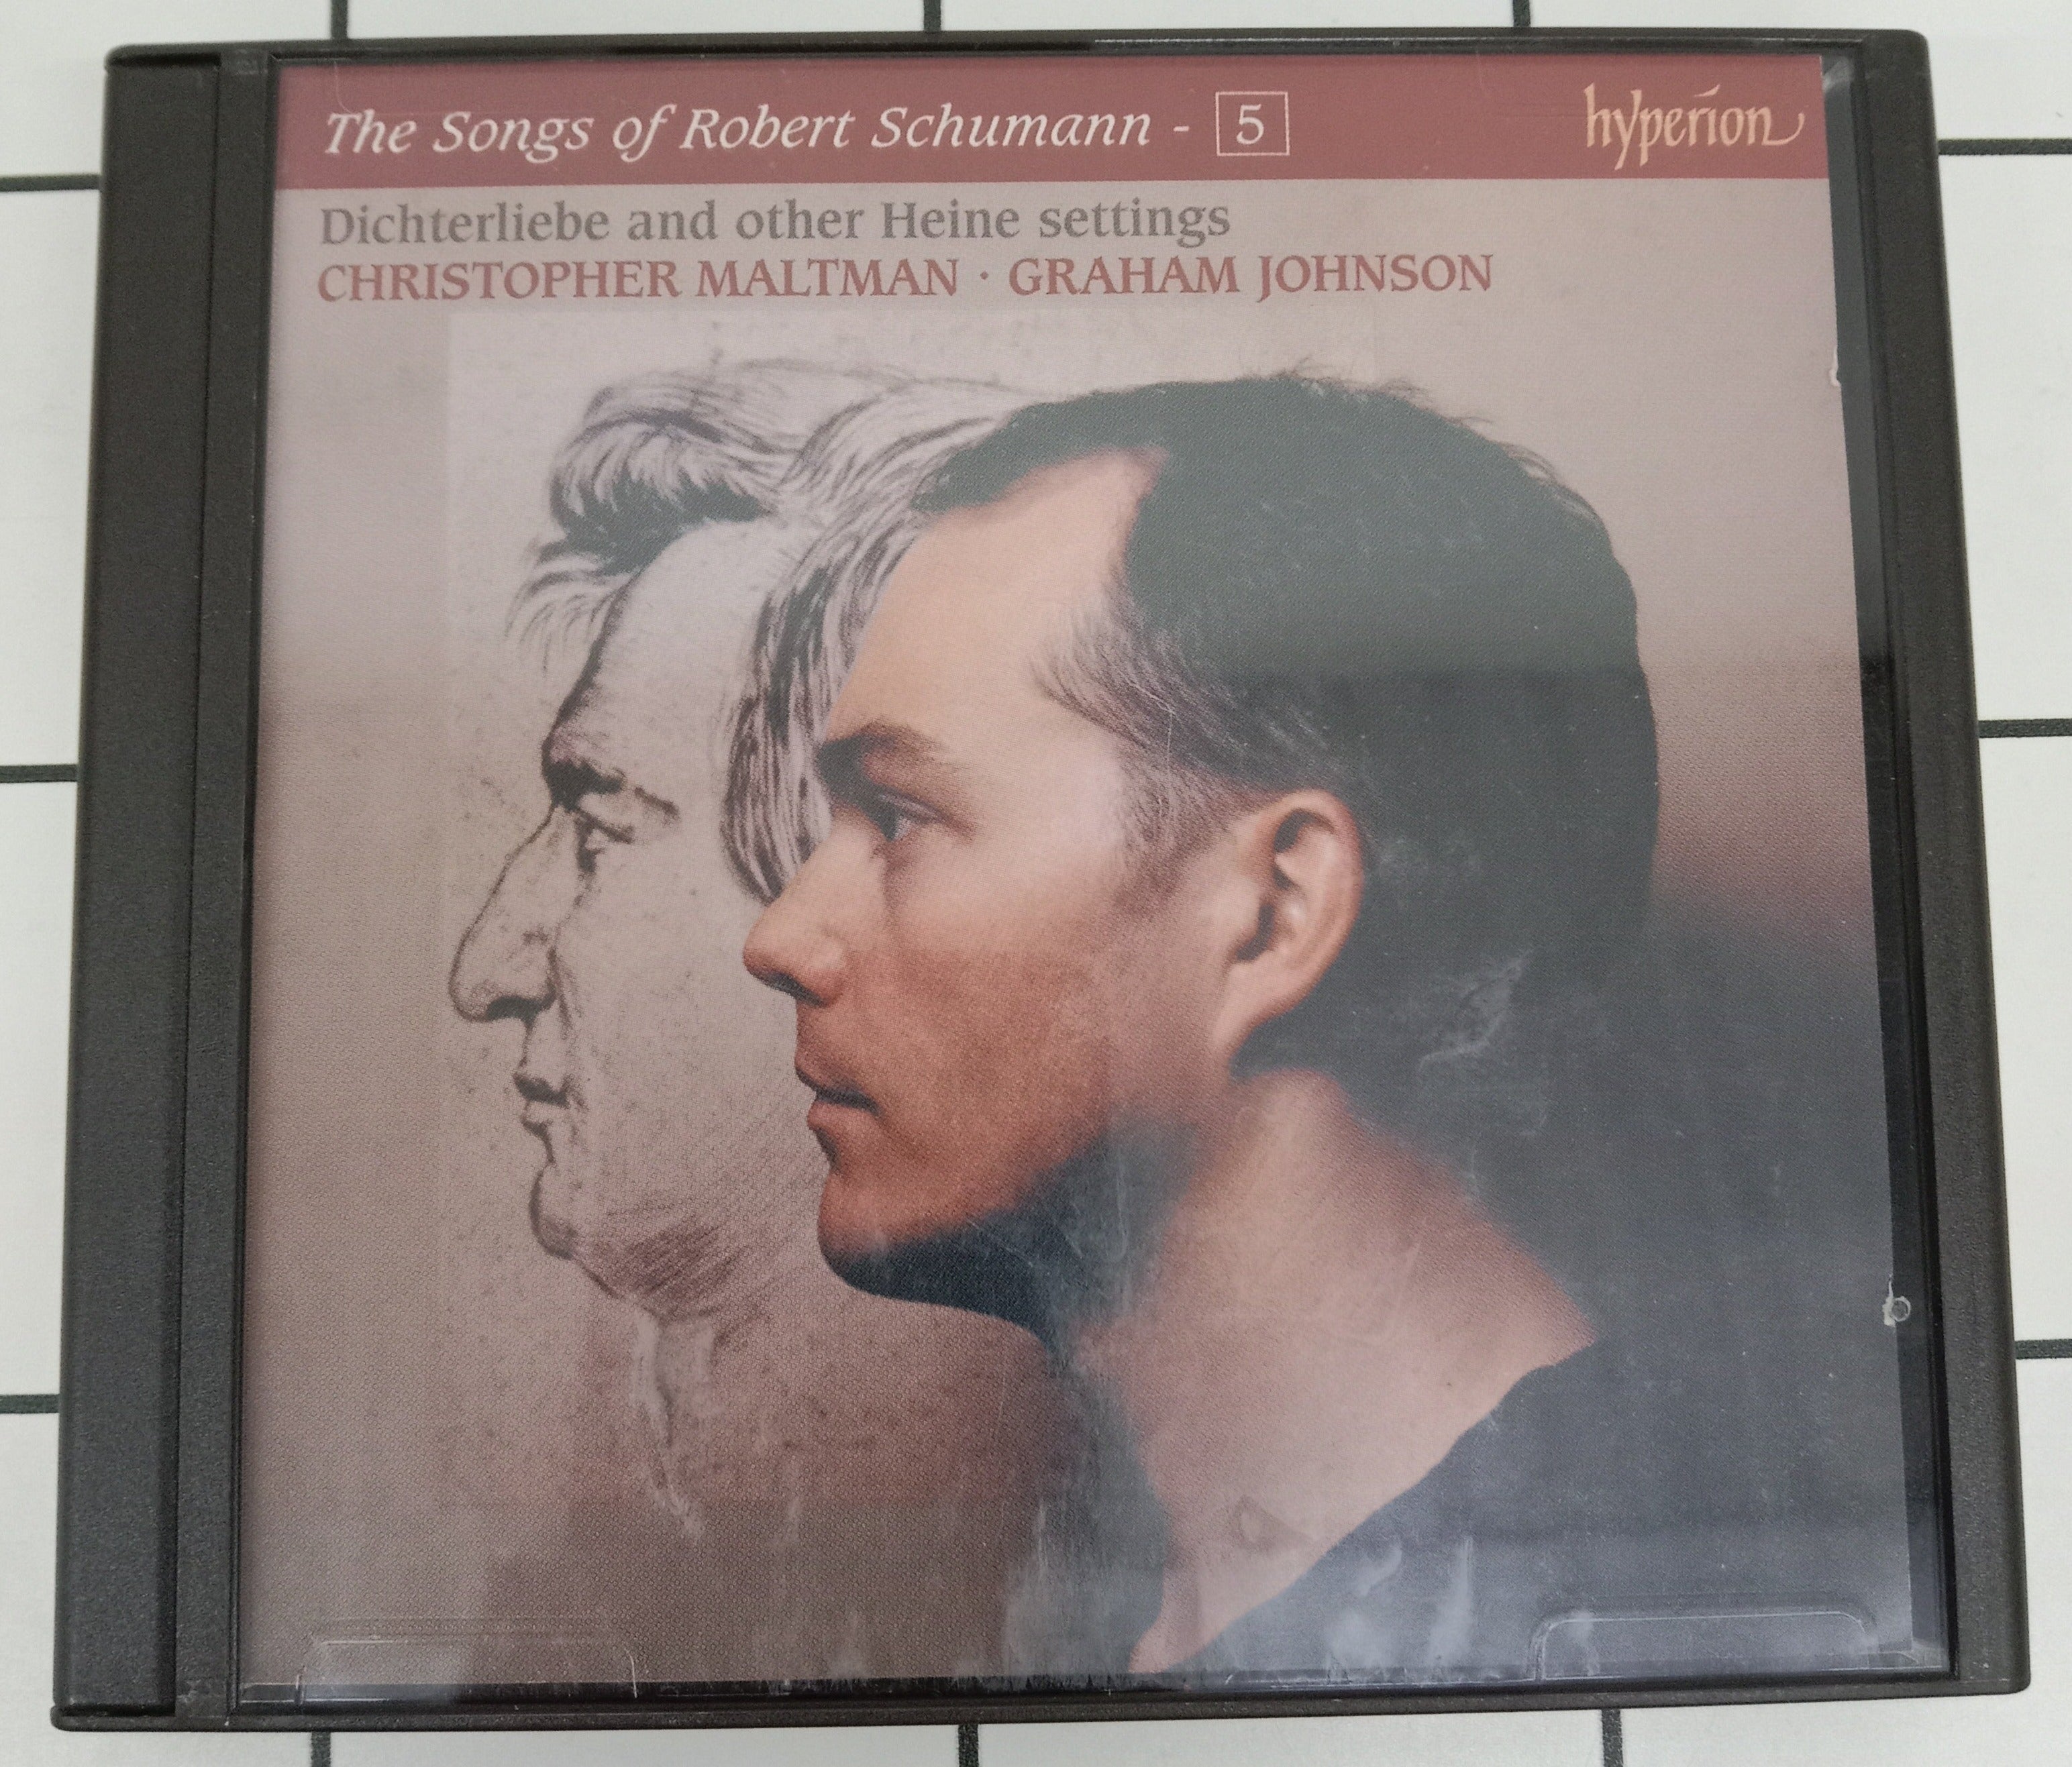 The Songs of Robert Schumann - 5
hyperion
Dichterliebe and other Heine settings
CHRISTOPHER MALTMAN · GRAHAM JOHNSON